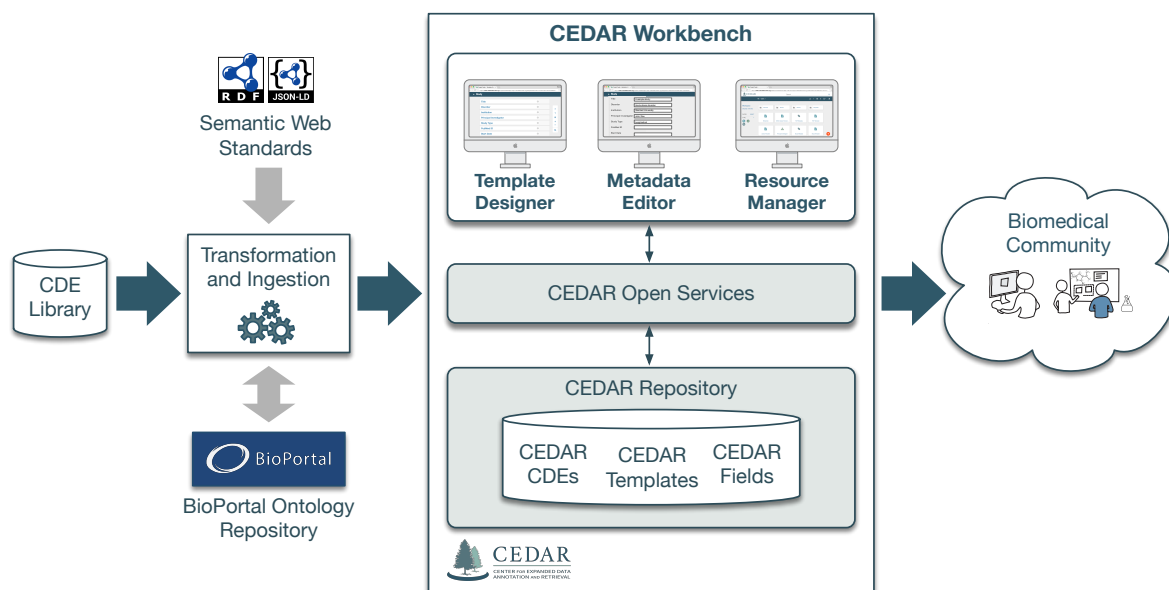 CEDAR Workbench
RDF
JSON-LD
Semantic Web
Standards
Template
Designer
Metadata
Editor
Resource
Manager
CDE
Library
Transformation
and Ingestion
CEDAR Open Services
Biomedical
Community
CEDAR Repository
CEDAR
CDEs
CEDAR
Templates
CEDAR
Fields
BioPortal
BioPortal Ontology
Repository
CEDAR
CENTER FOR EXPANDED DATA
ANNOTATION AND RETRIEVAL